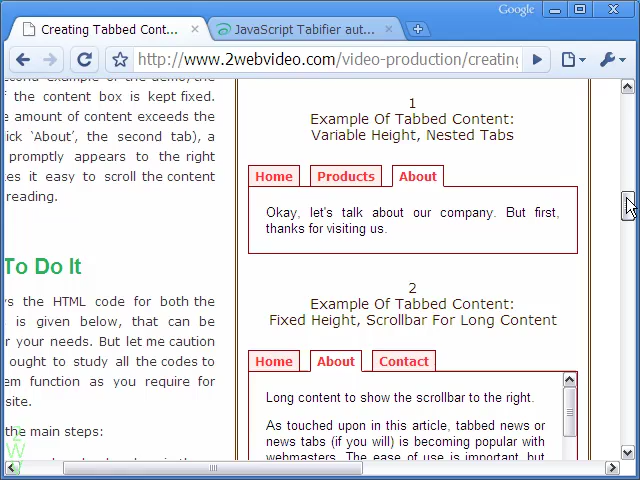 Google
Creating Tabbed Cont...
JavaScript Tabifier aut...
http://www.2webvideo.com/video-production/creating
second example of the demo, the
f the content box is kept fixed.
e amount of content exceeds the
lick `About', the second tab), a
promptly appears to the right
es it easy to scroll the content
reading.
To Do It
ws the HTML code for both the
is given below, that can be
r your needs. But let me caution
ought to study all the codes to
em function as you require for
site.
the main steps:
1
Example Of Tabbed Content:
Variable Height, Nested Tabs
Home Products About
Okay, let's talk about our company. But first,
thanks for visiting us.
2
Example Of Tabbed Content:
Fixed Height, Scrollbar For Long Content
Home About Contact
Long content to show the scrollbar to the right.
As touched upon in this article, tabbed news or
news tabs (if you will) is becoming popular with
webmasters. The ease of use is important, but